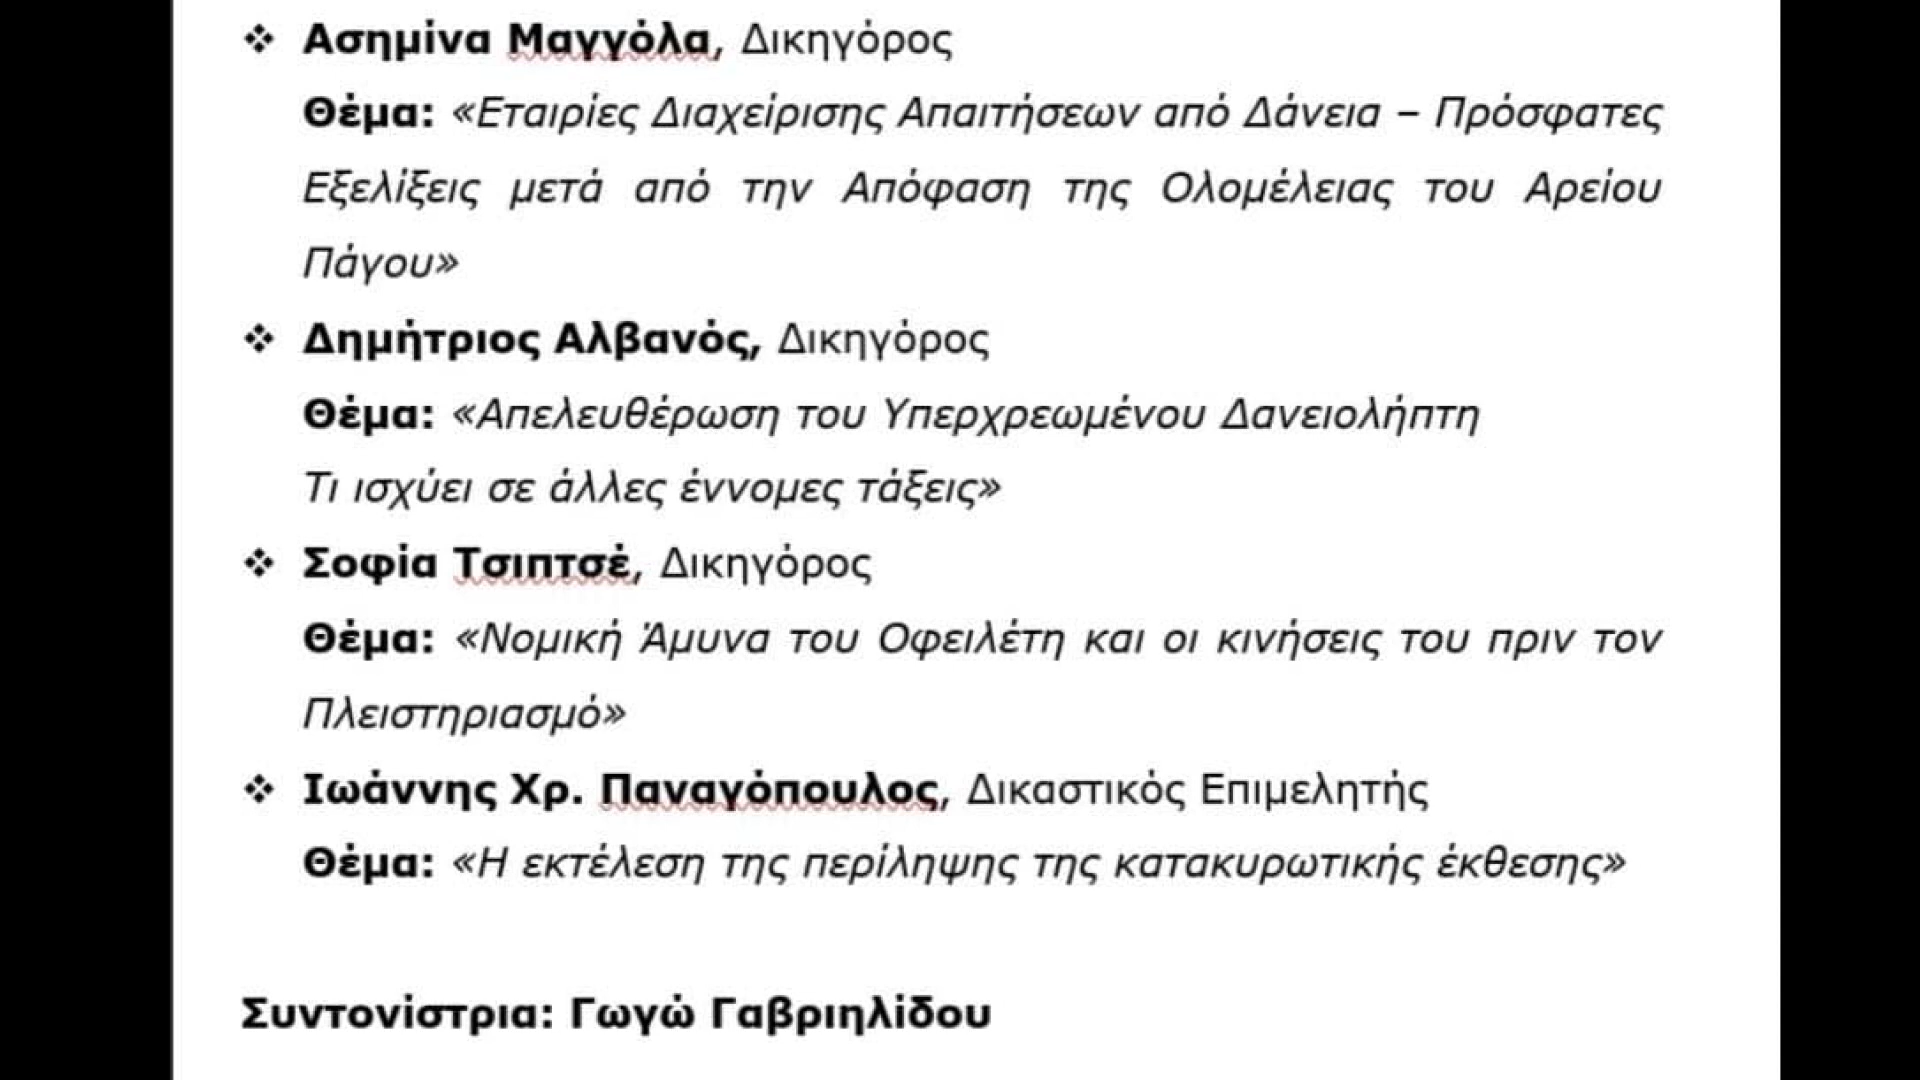 ❖ Ασημίνα Μαγγόλα, Δικηγόρος
Θέμα: «Εταιρίες Διαχείρισης Απαιτήσεων από Δάνεια – Πρόσφατες
Εξελίξεις μετά από την Απόφαση της Ολομέλειας του Αρείου
Πάγου»
❖ Δημήτριος Αλβανός, Δικηγόρος
Θέμα: «Απελευθέρωση του Υπερχρεωμένου Δανειολήπτη
Τι ισχύει σε άλλες έννομες τάξεις»
❖ Σοφία Τσιπτσέ, Δικηγόρος
Θέμα: «Νομική Άμυνα του Οφειλέτη και οι κινήσεις του πριν τον
Πλειστηριασμό»
❖ Ιωάννης Χρ. Παναγόπουλος, Δικαστικός Επιμελητής
Θέμα: «Η εκτέλεση της περίληψης της κατακυρωτικής έκθεσης»
Συντονίστρια: Γωγώ Γαβριηλίδου